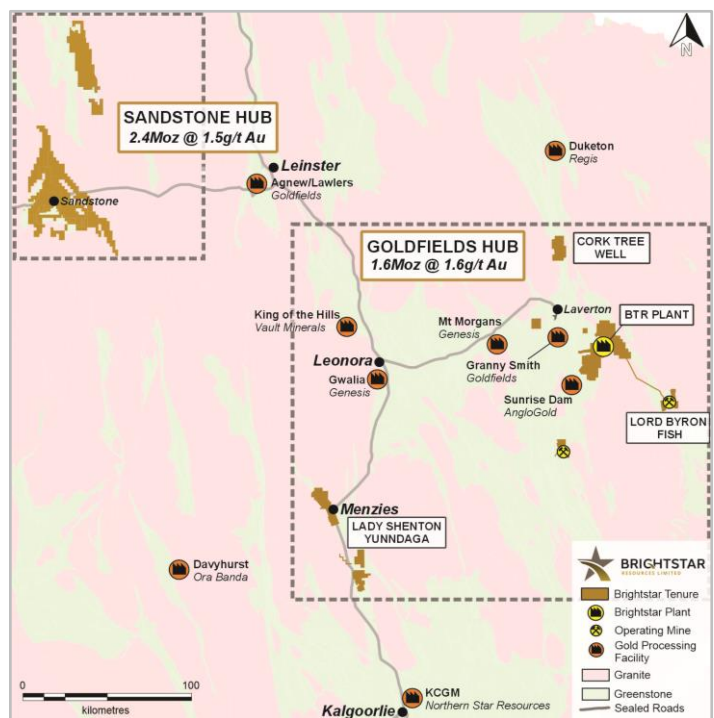 N
SANDSTONE HUB
2.4Moz @ 1.5g/t Au
Leinster
Agnew/Lawlers
Goldfields
Sandstone
Duketon
Regis
GOLDFIELDS HUB
1.6Moz @ 1.6g/t Au
CORK TREE
WELL
King of the Hills
Vault Minerals
Laverton
Mt Morgans
Genesis
BTR PLANT
Leonora
Granny Smith
Goldfields
Gwalia
Genesis
Sunrise Dam
AngloGold
LORD BYRON
FISH
Menzies
LADY SHENTON
YUNNDAGA
Davyhurst
Ora Banda
BRIGHTSTAR
RESOURCES LIMITED
Brightstar Tenure
Brightstar Plant
Operating Mine
Gold Processing
Facility
Granite
Greenstone
Sealed Roads
0 100
kilometres
KCGM
Northern Star Resources
Kalgoorlie